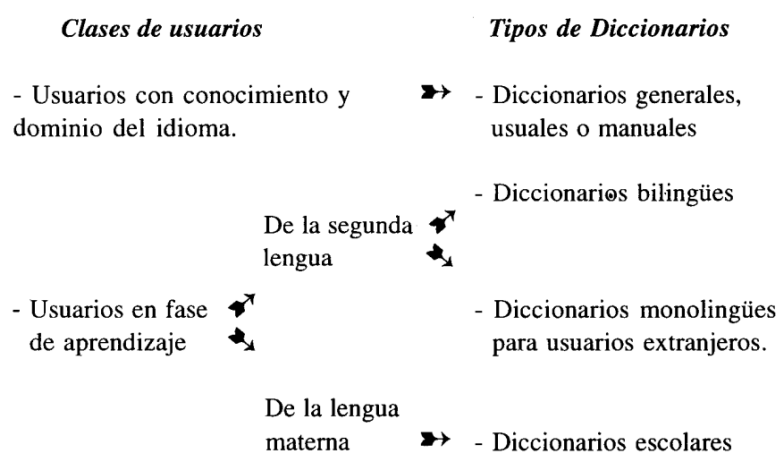 Clases de usuarios Tipos de Diccionarios
- Usuarios con conocimiento y - Diccionarios generales,
dominio del idioma. usuales o manuales
- Diccionarios bilingües
De la segunda
lengua
- Usuarios en fase - Diccionarios monolingües
de aprendizaje para usuarios extranjeros.
De la lengua
materna - Diccionarios escolares